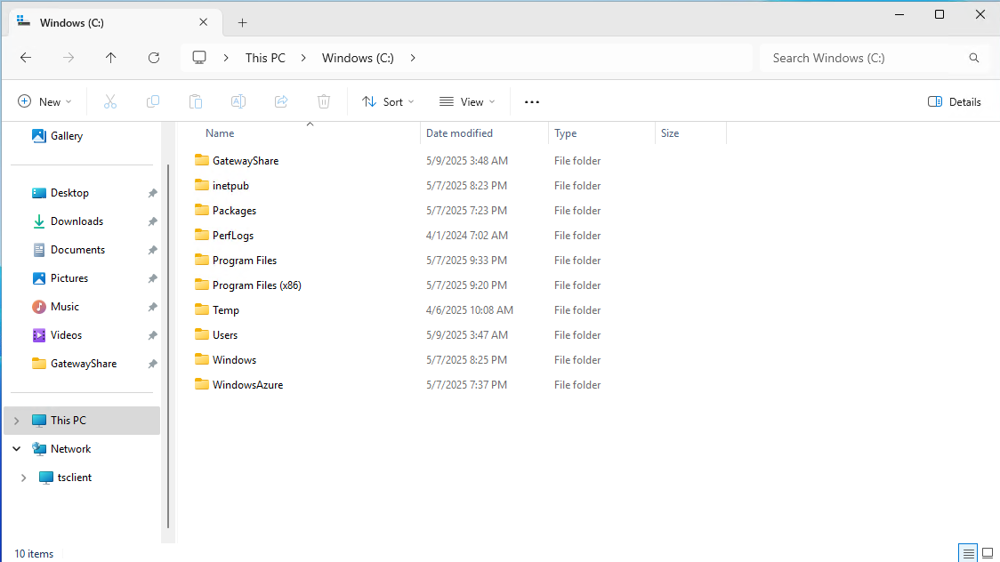 Windows (C:)
This PC Windows (C:) Search Windows (C:)
New Sort View Details
Gallery
Desktop
Downloads
Documents
Pictures
Music
Videos
GatewayShare
This PC
Network
tsclient
Name Date modified Type Size
GatewayShare 5/9/2025 3:48 AM File folder
inetpub 5/7/2025 8:23 PM File folder
Packages 5/7/2025 7:23 PM File folder
PerfLogs 4/1/2024 7:02 AM File folder
Program Files 5/7/2025 9:33 PM File folder
Program Files (x86) 5/7/2025 9:20 PM File folder
Temp 4/6/2025 10:08 AM File folder
Users 5/9/2025 3:47 AM File folder
Windows 5/7/2025 8:25 PM File folder
WindowsAzure 5/7/2025 7:37 PM File folder
10 items